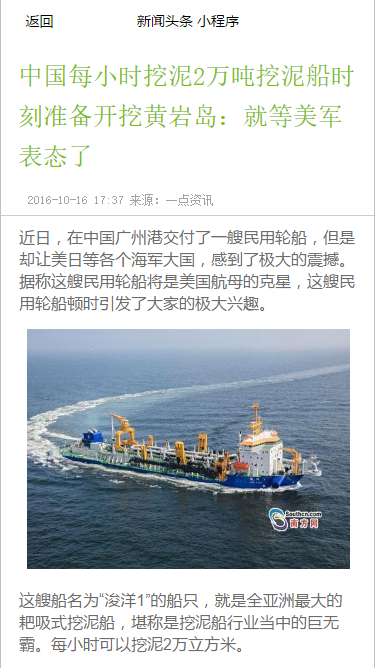 返回
新闻头条 小程序
中国每小时挖泥2万吨挖泥船时
刻准备开挖黄岩岛：就等美军
表态了
2016-10-16 17:37 来源：一点资讯
近日，在中国广州港交付了一艘民用轮船，但是
却让美日等各个海军大国，感到了极大的震撼。
据称这艘民用轮船将是美国航母的克星，这艘民
用轮船顿时引发了大家的极大兴趣。
Southcn.com
南方网
这艘船名为“浚洋1”的船只，就是全亚洲最大的
耙吸式挖泥船，堪称是挖泥船行业当中的巨无
霸。每小时可以挖泥2万立方米。